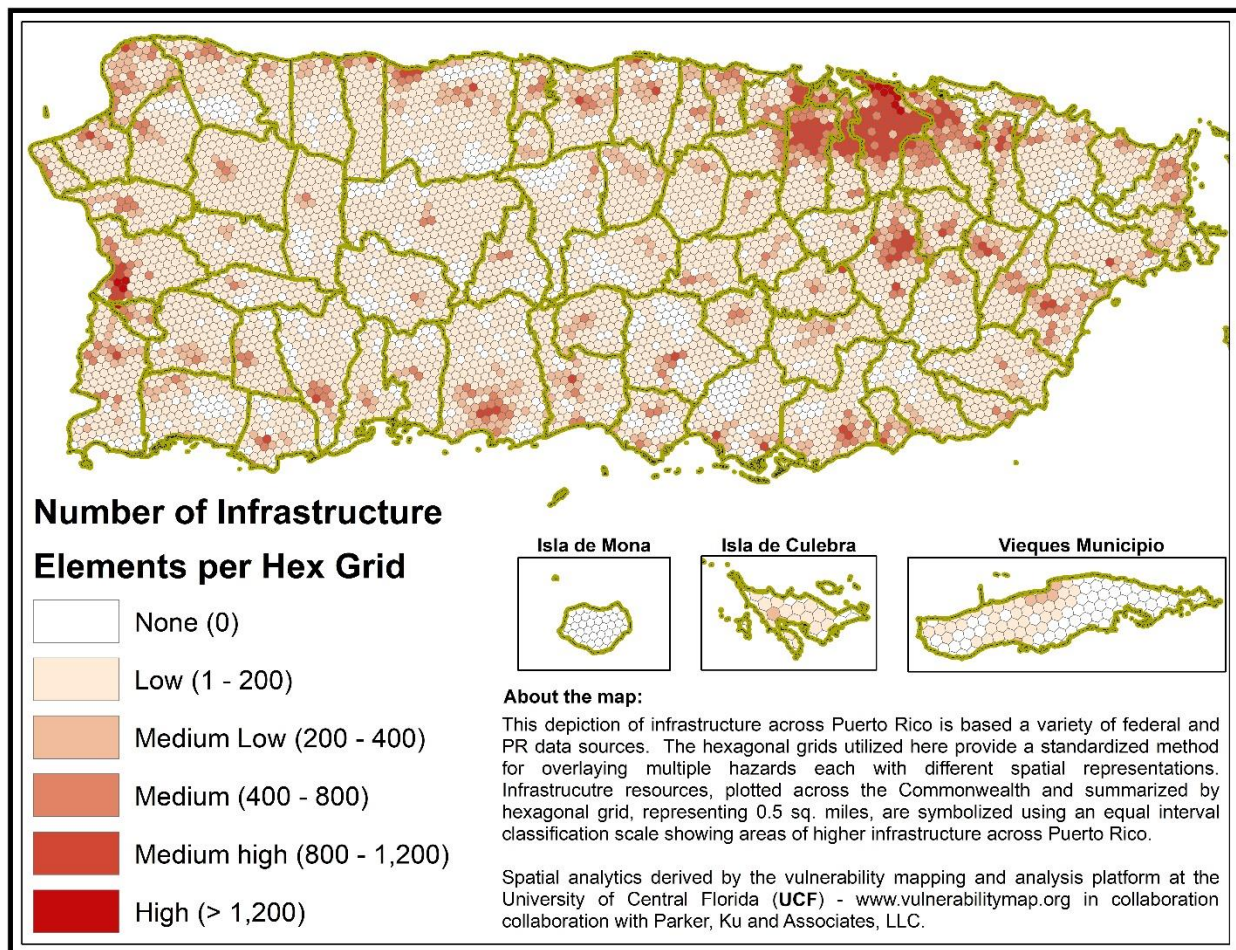 Number of Infrastructure
Elements per Hex Grid
None (0)
Low (1 - 200)
Medium Low (200 - 400)
Medium (400 - 800)
Medium high (800 - 1,200)
High (> 1,200)
Isla de Mona
Isla de Culebra
Vieques Municipio
About the map:
This depiction of infrastructure across Puerto Rico is based a variety of federal and
PR data sources. The hexagonal grids utilized here provide a standardized method
for overlaying multiple hazards each with different spatial representations.
Infrastrucutre resources, plotted across the Commonwealth and summarized by
hexagonal grid, representing 0.5 sq. miles, are symbolized using an equal interval
classification scale showing areas of higher infrastructure across Puerto Rico.
Spatial analytics derived by the vulnerability mapping and analysis platform at the
University of Central Florida (UCF) - www.vulnerabilitymap.org in collaboration
collaboration with Parker, Ku and Associates, LLC.